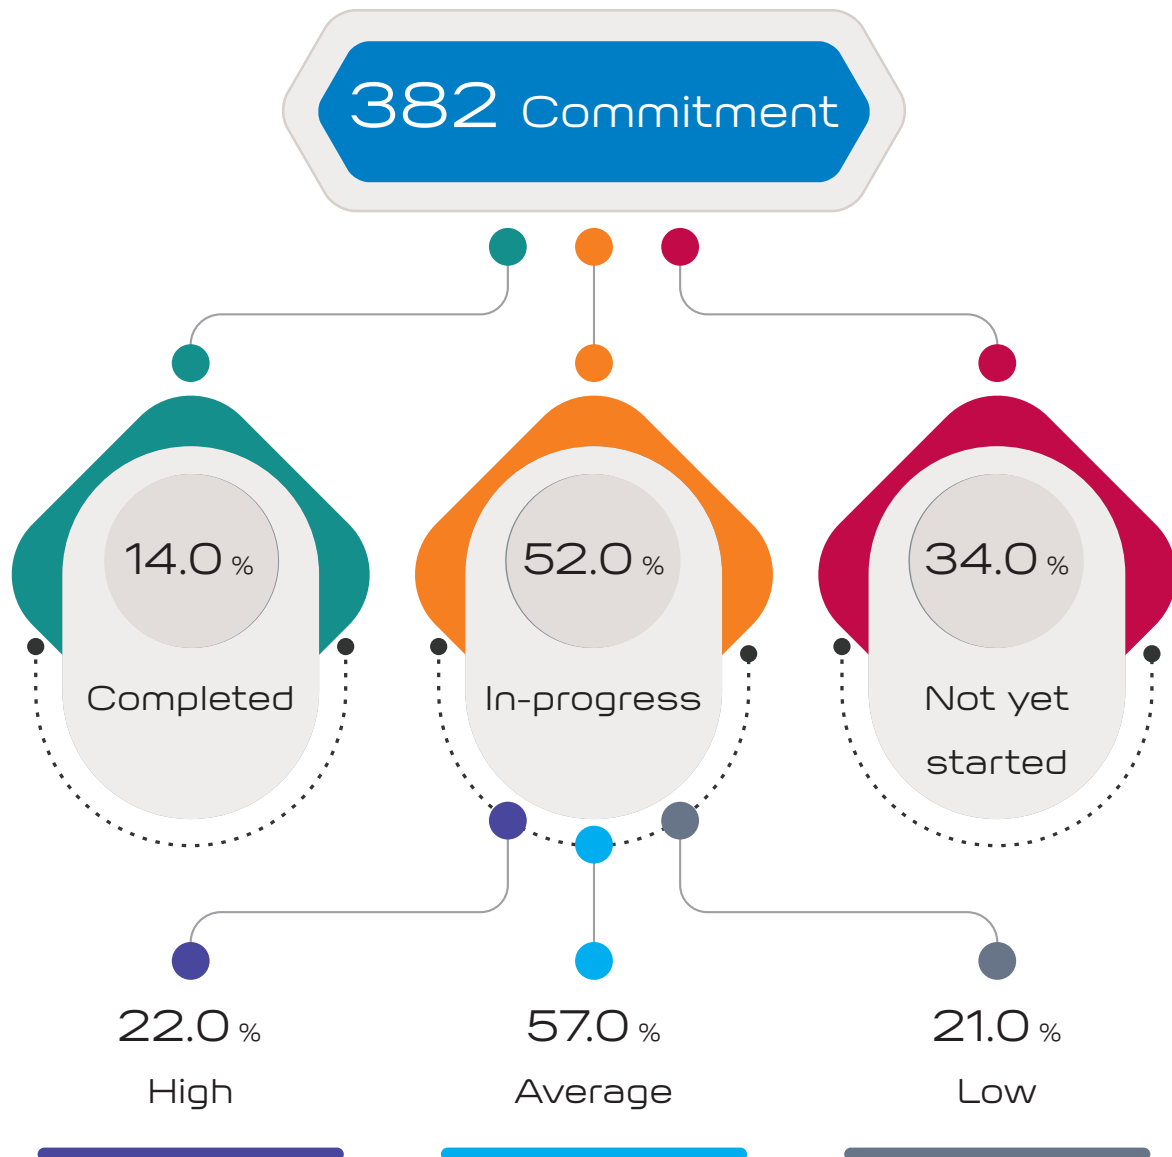 382 Commitment
14.0 %
Completed
52.0 %
In-progress
34.0 %
Not yet
started
22.0 %
High
57.0 %
Average
21.0 %
Low